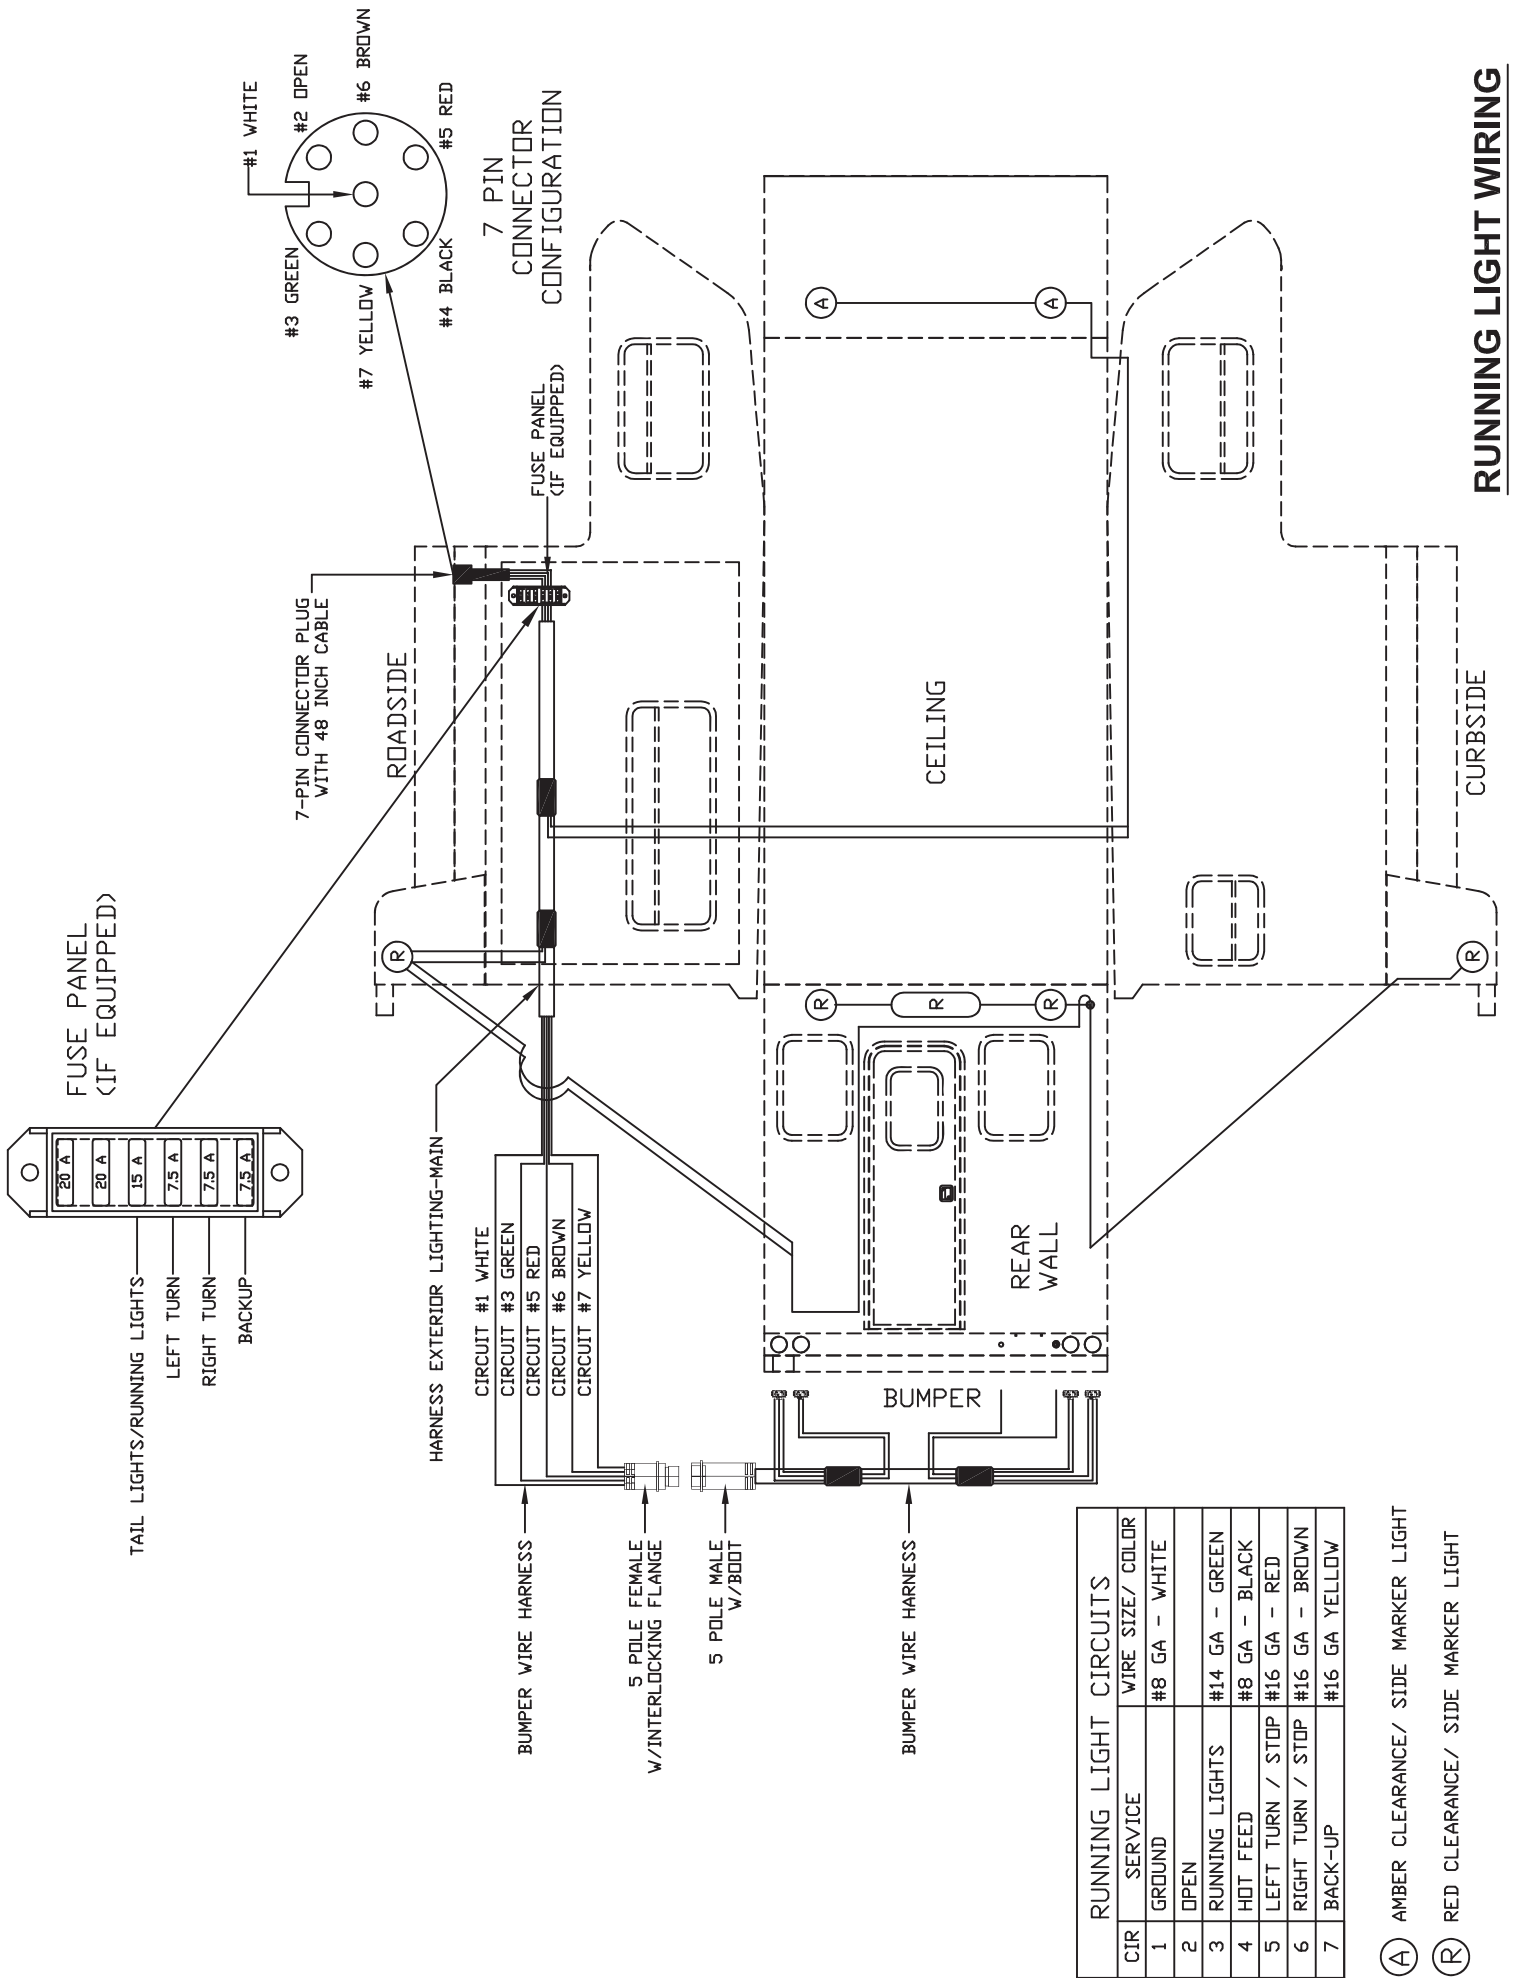 RUNNING LIGHT WIRING
FUSE PANEL
(IF EQUIPPED)
20 A
20 A
15 A
7.5 A
7.5 A
7.5 A
TAIL LIGHTS/RUNNING LIGHTS
LEFT TURN
RIGHT TURN
BACKUP
7-PIN CONNECTOR PLUG
WITH 48 INCH CABLE
#1 WHITE
#2 OPEN
#6 BROWN
#5 RED
#3 GREEN
#7 YELLOW
#4 BLACK
7 PIN
CONNECTOR
CONFIGURATION
FUSE PANEL
(IF EQUIPPED)
ROADSIDE
CEILING
CURBSIDE
REAR
WALL
BUMPER
A
A
R
R
R
R
R
HARNESS EXTERIOR LIGHTING-MAIN
CIRCUIT #1 WHITE
CIRCUIT #3 GREEN
CIRCUIT #5 RED
CIRCUIT #6 BROWN
CIRCUIT #7 YELLOW
BUMPER WIRE HARNESS
5 POLE FEMALE
W/INTERLOCKING FLANGE
5 POLE MALE
W/BOOT
BUMPER WIRE HARNESS
RUNNING LIGHT CIRCUITS
CIR SERVICE WIRE SIZE/ COLOR
1 GROUND #8 GA - WHITE
2 OPEN
3 RUNNING LIGHTS #14 GA - GREEN
4 HOT FEED #8 GA - BLACK
5 LEFT TURN / STOP #16 GA - RED
6 RIGHT TURN / STOP #16 GA - BROWN
7 BACK-UP #16 GA YELLOW
A AMBER CLEARANCE/ SIDE MARKER LIGHT
R RED CLEARANCE/ SIDE MARKER LIGHT